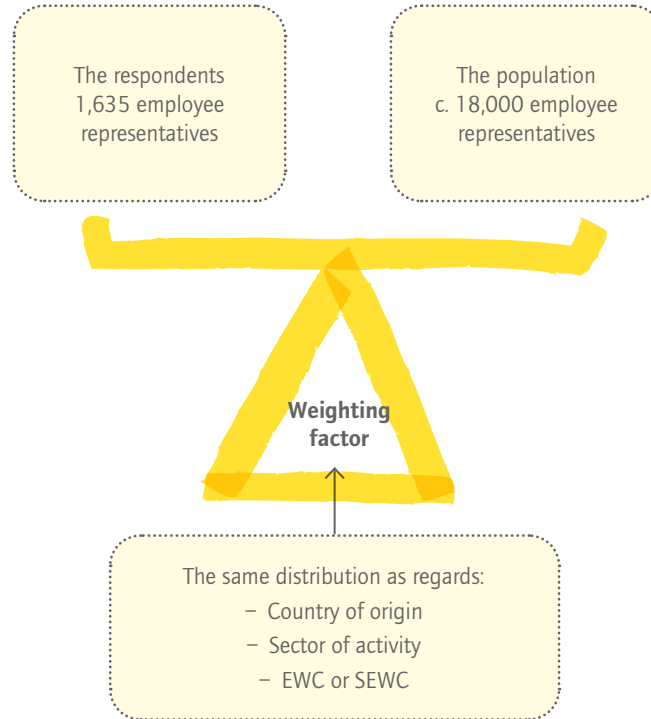 The respondents
1,635 employee
representatives
The population
c. 18,000 employee
representatives
Weighting
factor
The same distribution as regards:
– Country of origin
– Sector of activity
– EWC or SEWC